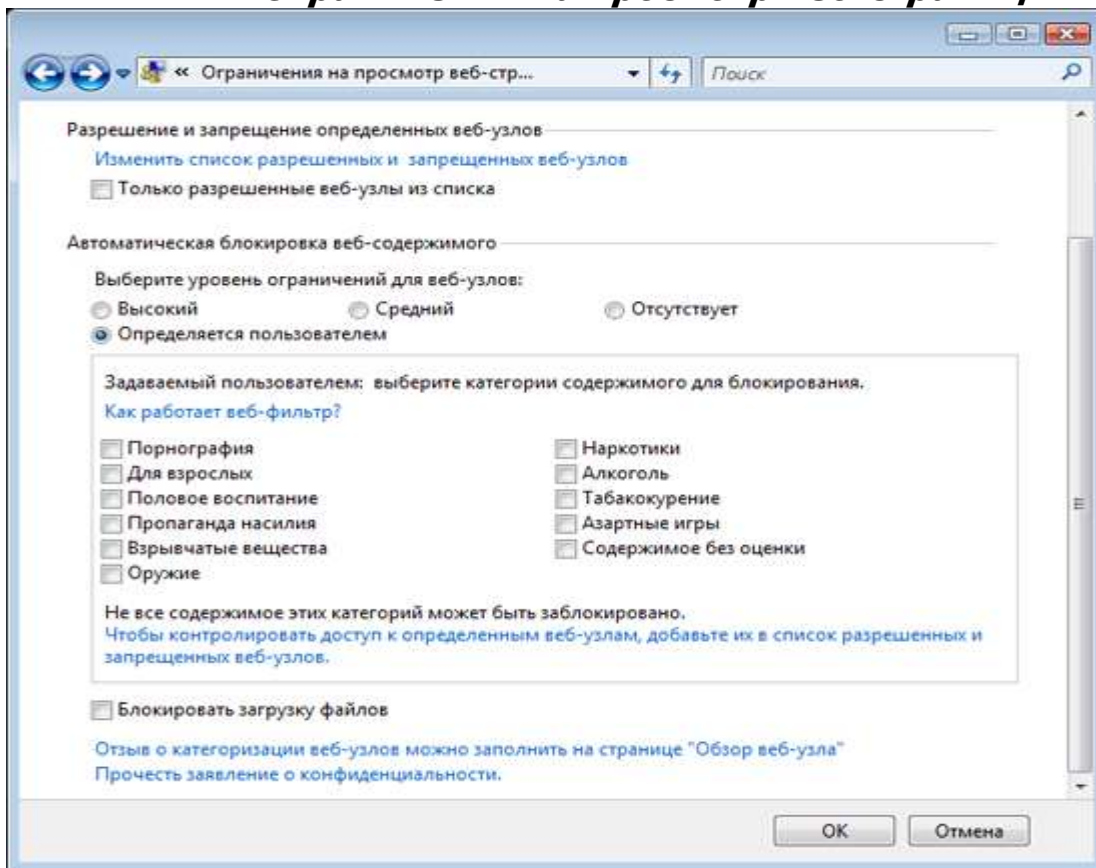 « Ограничения на просмотр веб-стр...
Поиск
Разрешение и запрещение определенных веб-узлов
Изменить список разрешенных и запрещенных веб-узлов
Только разрешенные веб-узлы из списка
Автоматическая блокировка веб-содержимого
Выберите уровень ограничений для веб-узлов:
Высокий Средний Отсутствует
Определяется пользователем
Задаваемый пользователем: выберите категории содержимого для блокирования.
Как работает веб-фильтр?
Порнография Наркотики
Для взрослых Алкоголь
Половое воспитание Табакокурение
Пропаганда насилия Азартные игры
Взрывчатые вещества Содержимое без оценки
Оружие
Не все содержимое этих категорий может быть заблокировано.
Чтобы контролировать доступ к определенным веб-узлам, добавьте их в список разрешенных и
запрещенных веб-узлов.
Блокировать загрузку файлов
Отзыв о категоризации веб-узлов можно заполнить на странице "Обзор веб-узла"
Прочесть заявление о конфиденциальности.
OK Отмена